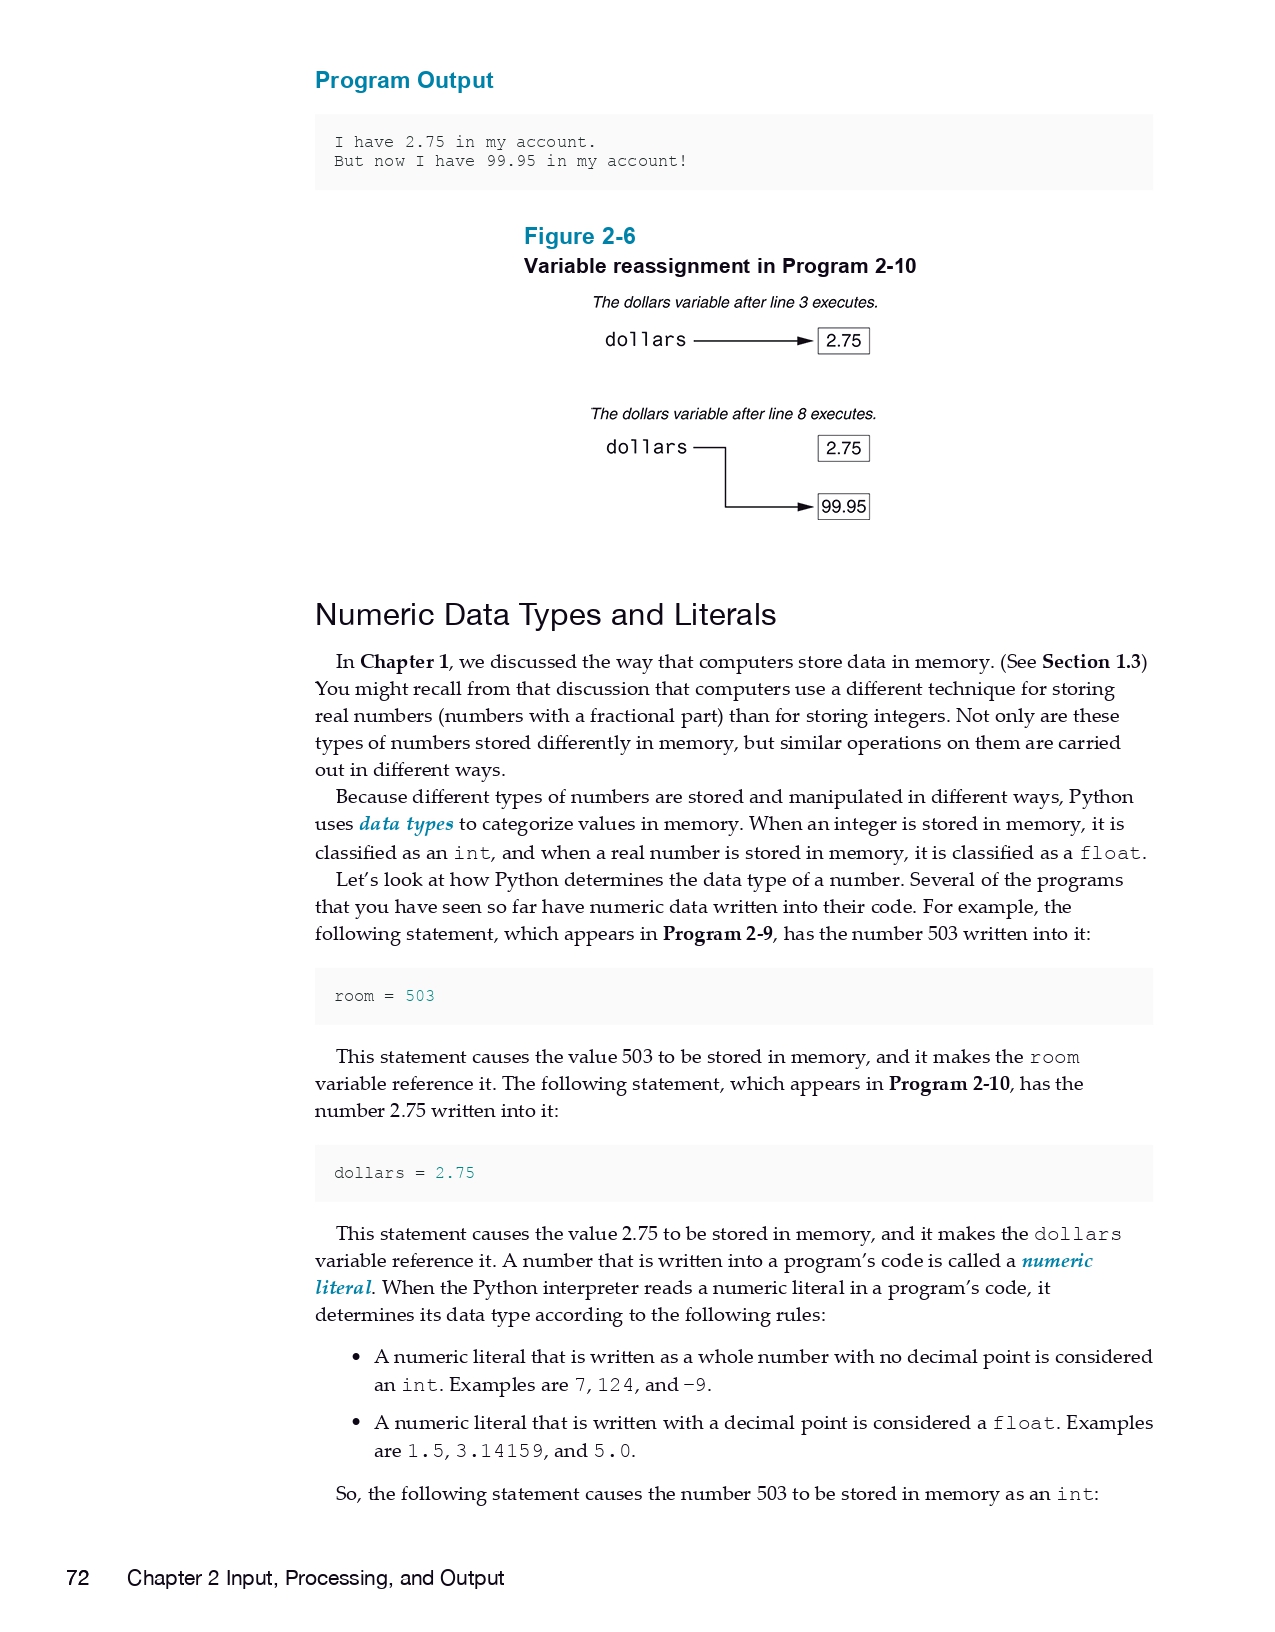 Program Output
I have 2.75 in my account.
But now I have 99.95 in my account!
Figure 2-6
Variable reassignment in Program 2-10
The dollars variable after line 3 executes.
dollars 2.75
The dollars variable after line 8 executes.
dollars 2.75
99.95
Numeric Data Types and Literals
In Chapter 1, we discussed the way that computers store data in memory. (See Section 1.3)
You might recall from that discussion that computers use a different technique for storing
real numbers (numbers with a fractional part) than for storing integers. Not only are these
types of numbers stored differently in memory, but similar operations on them are carried
out in different ways.
Because different types of numbers are stored and manipulated in different ways, Python
uses data types to categorize values in memory. When an integer is stored in memory, it is
classified as an int, and when a real number is stored in memory, it is classified as a float.
Let’s look at how Python determines the data type of a number. Several of the programs
that you have seen so far have numeric data written into their code. For example, the
following statement, which appears in Program 2-9, has the number 503 written into it:
room = 503
This statement causes the value 503 to be stored in memory, and it makes the room
variable reference it. The following statement, which appears in Program 2-10, has the
number 2.75 written into it:
dollars = 2.75
This statement causes the value 2.75 to be stored in memory, and it makes the dollars
variable reference it. A number that is written into a program’s code is called a numeric
literal. When the Python interpreter reads a numeric literal in a program’s code, it
determines its data type according to the following rules:
• A numeric literal that is written as a whole number with no decimal point is considered
an int. Examples are 7, 124, and −9.
• A numeric literal that is written with a decimal point is considered a float. Examples
are 1.5, 3.14159, and 5.0.
So, the following statement causes the number 503 to be stored in memory as an int:
72 Chapter 2 Input, Processing, and Output